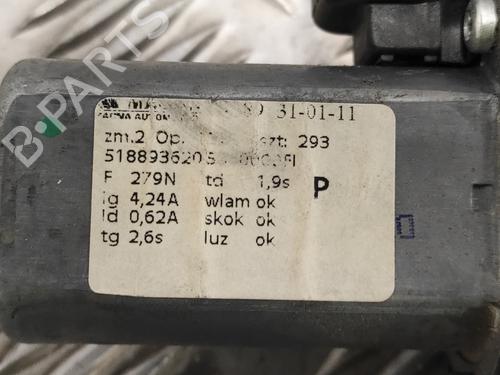 31-01-11
zm.2 Op. szt: 293
518893620
F 279N td 1,9s P
Ig 4,24A wlam ok
Id 0,62A skok ok
tg 2,6s luz ok
B-PARTS